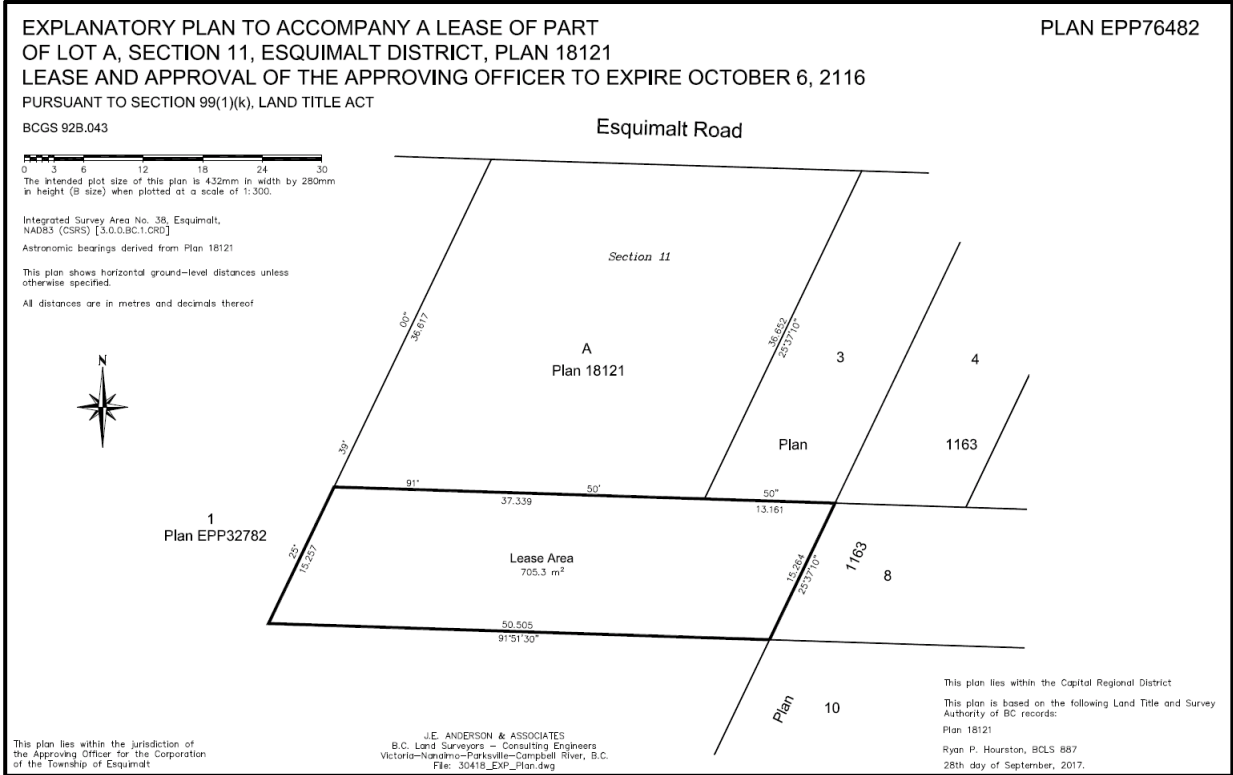 EXPLANATORY PLAN TO ACCOMPANY A LEASE OF PART
OF LOT A, SECTION 11, ESQUIMALT DISTRICT, PLAN 18121
LEASE AND APPROVAL OF THE APPROVING OFFICER TO EXPIRE OCTOBER 6, 2116
PURSUANT TO SECTION 99(1)(k), LAND TITLE ACT
PLAN EPP76482
BCGS 92B.043
0 3 6 12 18 24 30
The intended plot size of this plan is 432mm in width by 280mm
in height (B size) when plotted at a scale of 1:300.
Integrated Survey Area No. 38, Esquimalt,
NAD83 (CSRS) [3.0.0.BC.1.CRD]
Astronomic bearings derived from Plan 18121
This plan shows horizontal ground-level distances unless
otherwise specified.
All distances are in metres and decimals thereof
Esquimalt Road
Section 11
00"
36.617
39'
36.652
25°37'10"
A
Plan 18121
3
4
Plan
1163
N
91°
50'
50"
37.339
13.161
1
Plan EPP32782
25°
15.257
Lease Area
705.3 m²
15.264
25°37'10"
1163
8
50.505
91°51'30"
Plan
10
This plan lies within the jurisdiction of
the Approving Officer for the Corporation
of the Township of Esquimalt
J.E. ANDERSON & ASSOCIATES
B.C. Land Surveyors - Consulting Engineers
Victoria-Nanaimo-Parksville-Campbell River, B.C.
File: 30418_EXP_Plan.dwg
This plan lies within the Capital Regional District
This plan is based on the following Land Title and Survey
Authority of BC records:
Plan 18121
Ryan P. Hourston, BCLS 887
28th day of September, 2017.